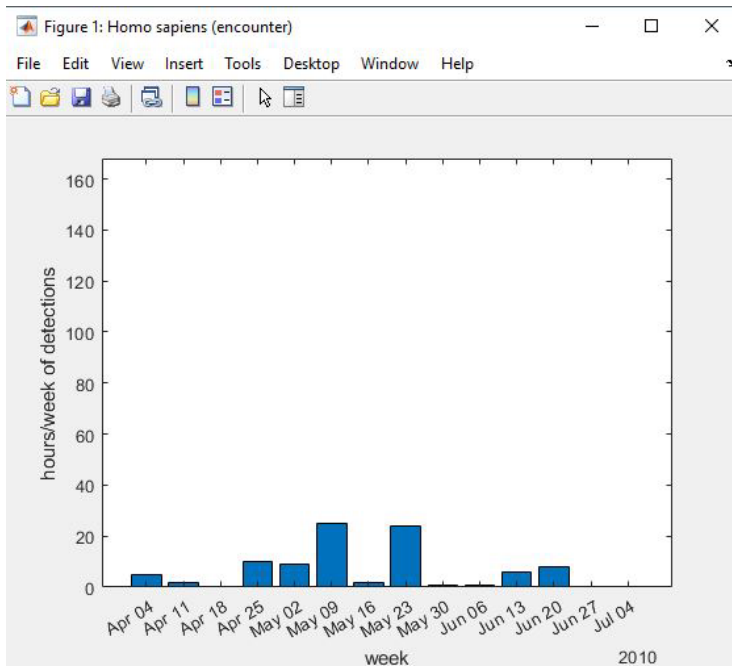 Figure 1: Homo sapiens (encounter)
File Edit View Insert Tools Desktop Window Help
160
140
120
100
80
60
40
20
0
hours/week of detections
Apr 04 Apr 11 Apr 18 Apr 25 May 02 May 09 May 16 May 23 May 30 Jun 06 Jun 13 Jun 20 Jun 27 Jul 04
week
2010